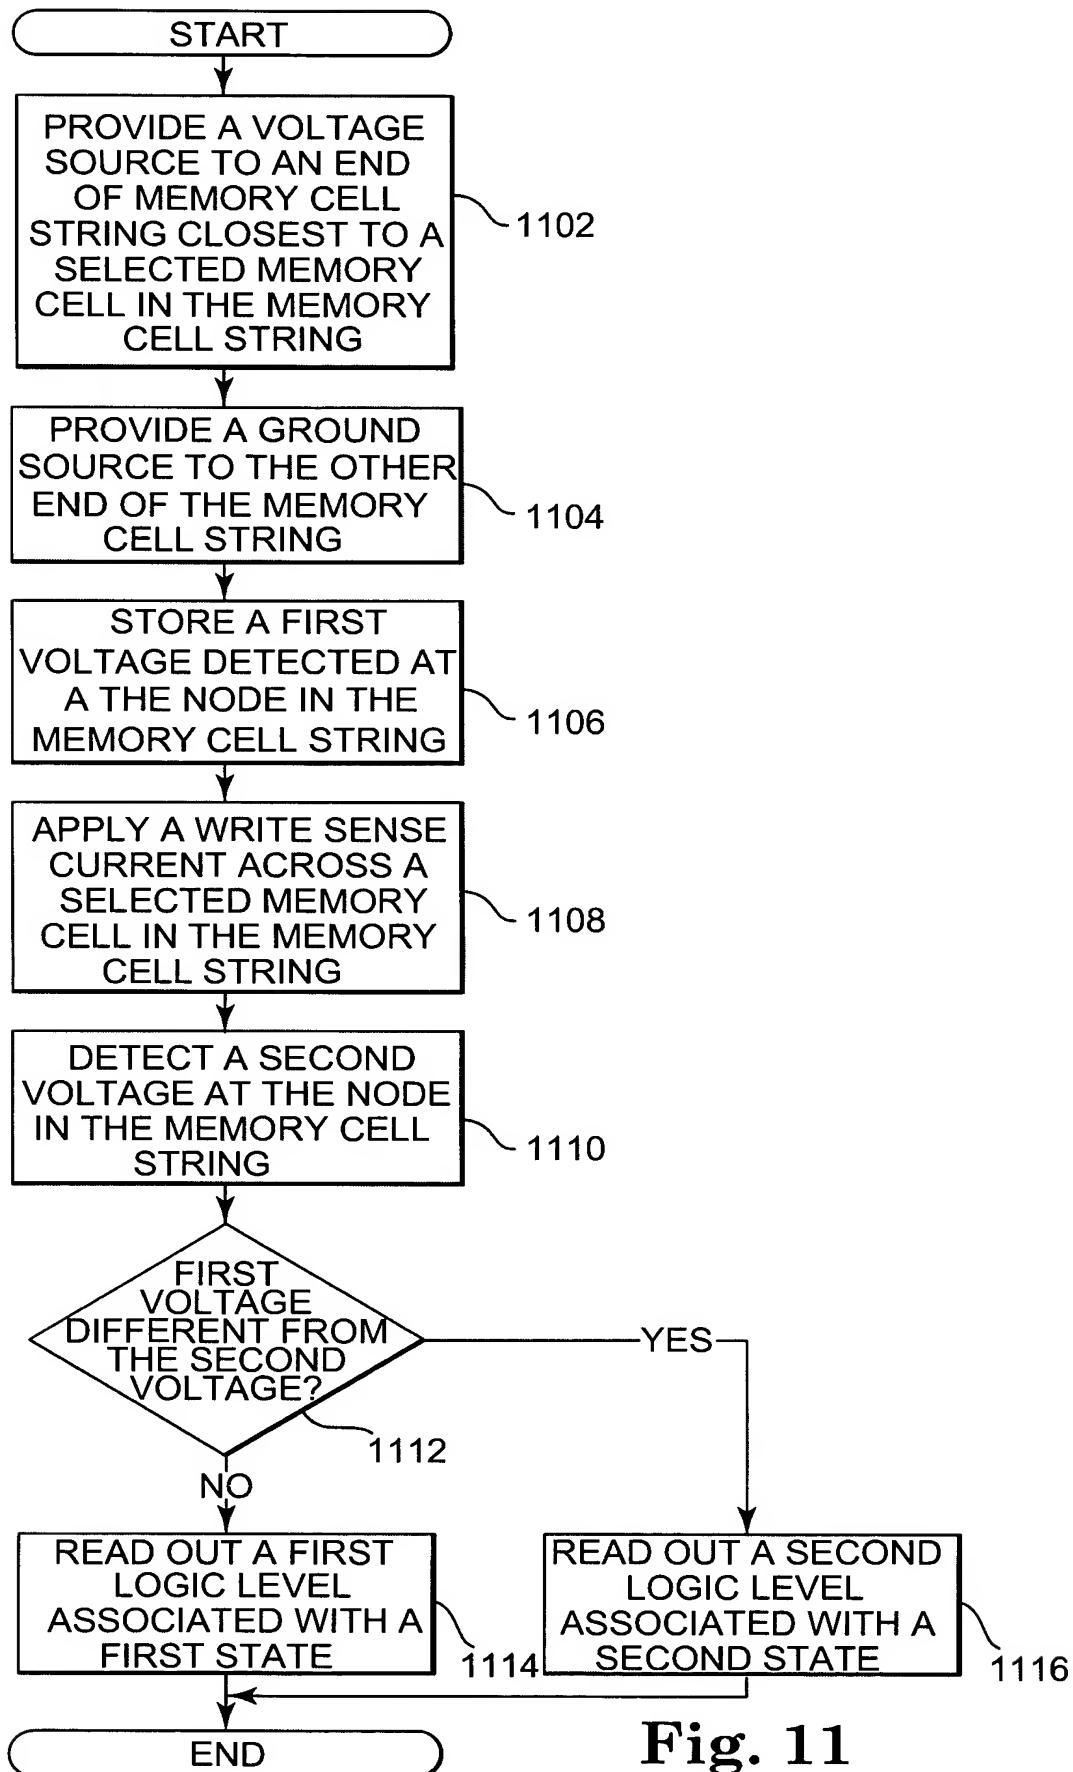 START
PROVIDE A VOLTAGE
SOURCE TO AN END
OF MEMORY CELL
STRING CLOSEST TO A
SELECTED MEMORY
CELL IN THE MEMORY
CELL STRING
1102
PROVIDE A GROUND
SOURCE TO THE OTHER
END OF THE MEMORY
CELL STRING
1104
STORE A FIRST
VOLTAGE DETECTED AT
A THE NODE IN THE
MEMORY CELL STRING
1106
APPLY A WRITE SENSE
CURRENT ACROSS A
SELECTED MEMORY
CELL IN THE MEMORY
CELL STRING
1108
DETECT A SECOND
VOLTAGE AT THE NODE
IN THE MEMORY CELL
STRING
1110
FIRST
VOLTAGE
DIFFERENT FROM
THE SECOND
VOLTAGE?
1112
YES
NO
READ OUT A FIRST
LOGIC LEVEL
ASSOCIATED WITH A
FIRST STATE
1114
READ OUT A SECOND
LOGIC LEVEL
ASSOCIATED WITH A
SECOND STATE
1116
END
Fig. 11